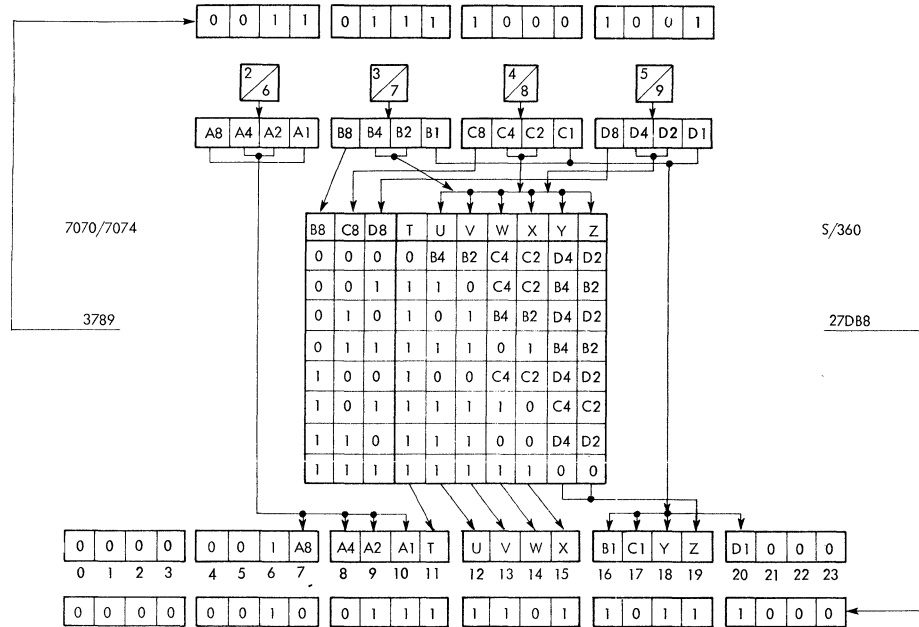 0 0 1 1 0 1 1 1 1 0 0 0 1 0 0 1
2/6 3/7 4/8 5/9
A8 A4 A2 A1 B8 B4 B2 B1 C8 C4 C2 C1 D8 D4 D2 D1
B8 C8 D8 T U V W X Y Z
7070/7074 S/360
0 0 0 0 B4 B2 C4 C2 D4 D2
0 0 1 1 1 0 C4 C2 B4 B2
0 1 0 1 0 1 B4 B2 D4 D2
3789 27DB8
0 1 1 1 1 1 0 1 B4 B2
1 0 0 1 0 0 C4 C2 D4 D2
1 0 1 1 1 1 1 0 C4 C2
1 1 0 1 1 1 0 0 D4 D2
1 1 1 1 1 1 1 1 0 0
0 0 0 0 0 0 1 A8 A4 A2 A1 T U V W X B1 C1 Y Z D1 0 0 0
0 1 2 3 4 5 6 7 8 9 10 11 12 13 14 15 16 17 18 19 20 21 22 23
0 0 0 0 0 0 1 0 0 1 1 1 1 1 0 1 1 0 1 1 1 0 0 0